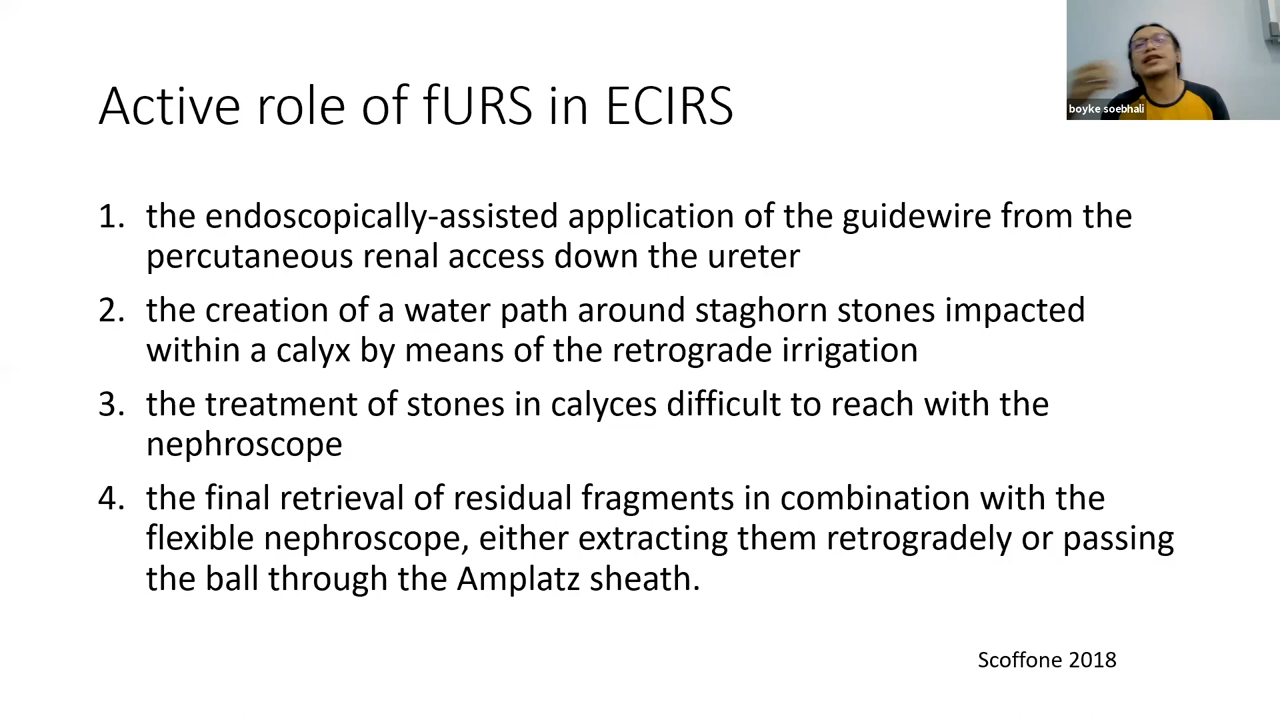 boyke soebhali
Active role of fURS in ECIRS
1. the endoscopically-assisted application of the guidewire from the
percutaneous renal access down the ureter
2. the creation of a water path around staghorn stones impacted
within a calyx by means of the retrograde irrigation
3. the treatment of stones in calyces difficult to reach with the
nephroscope
4. the final retrieval of residual fragments in combination with the
flexible nephroscope, either extracting them retrogradely or passing
the ball through the Amplatz sheath.
Scoffone 2018